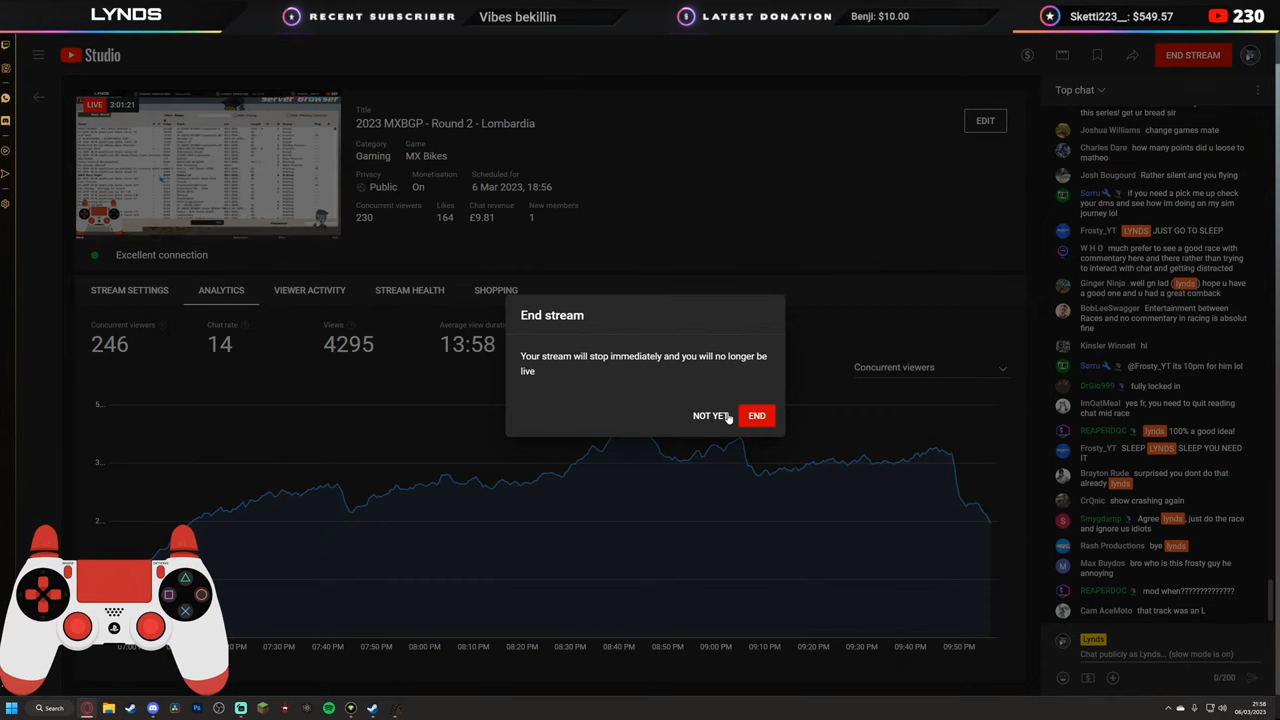 LYNDS
RECENT SUBSCRIBER
Vibes bekillin
LATEST DONATION
Benji: $10.00
Sketti223__: $549.57
230
Studio
END STREAM
LIVE 3:01:21
Title
2023 MXBGP - Round 2 - Lombardia
EDIT
Category
Gaming
Game
MX Bikes
Privacy
Public
Monetisation
On
Scheduled for
6 Mar 2023, 18:56
Concurrent viewers
230
Likes
164
Chat revenue
£9.81
New members
1
Excellent connection
STREAM SETTINGS
ANALYTICS
VIEWER ACTIVITY
STREAM HEALTH
SHOPPING
Concurrent viewers
246
Chat rate
14
Views
4295
Average view durat
13:58
Concurrent viewers
End stream
Your stream will stop immediately and you will no longer be
live
NOT YET
END
5...
3...
2...
07:00
PM
07:30 PM
07:40 PM
07:50 PM
08:00 PM
08:10 PM
08:20 PM
08:30 PM
08:40 PM
08:50 PM
09:00 PM
09:10 PM
09:20 PM
09:30 PM
09:40 PM
09:50 PM
Top chat
this series! get ur bread sir
Joshua Williams change games mate
Charles Dare how many points did u loose to
matheo
Josh Bougourd Rather silent and you flying
Sorru if you need a pick me up check
your dms and see how im doing on my sim
journey lol
Frosty_YT LYNDS JUST GO TO SLEEP
W H O much prefer to see a good race with
commentary here and there rather than trying
to interact with chat and getting distracted
Ginger Ninja well gn lad lynds hope u have
a good one and u had a great comback
BobLeeSwagger Entertainment between
Races and no commentary in racing is absolut
fine
Kinsler Winnett hi
Sorru @Frosty_YT its 10pm for him lol
DrGio999 fully locked in
ImOatMeal yes fr, you need to quit reading
chat mid race
REAPERDOC lynds 100% a good idea!
Frosty_YT SLEEP LYNDS SLEEP YOU NEED
IT
Brayton Rude surprised you dont do that
already lynds
CrQnic show crashing again
Smygdamp Agree lynds, just do the race
and ignore us idiots
Rash Productions bye lynds
Max Buzdov bro who is this frosty guy he
annoying
REAPERDOC mod when?????????????
Cam AceMoto that track was an L
Lynds
Chat publicly as Lynds... (slow mode is on)
0/200
Search
21:58
06/03/2023